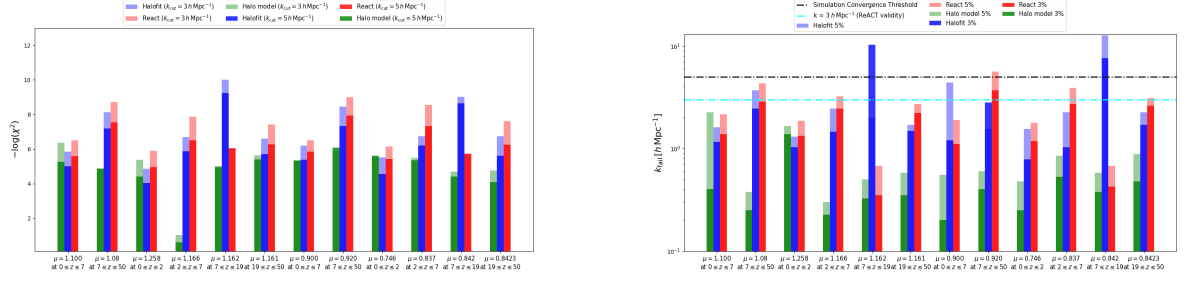 Halofit (k_cut = 3 h Mpc⁻¹)
React (k_cut = 3 h Mpc⁻¹)
Halo model (k_cut = 3 h Mpc⁻¹)
Halofit (k_cut = 5 h Mpc⁻¹)
React (k_cut = 5 h Mpc⁻¹)
Halo model (k_cut = 5 h Mpc⁻¹)
−log(χ²)
12
10
8
6
4
2
μ = 1.100 μ = 1.08 μ = 1.258 μ = 1.166 μ = 1.162 μ = 1.161 μ = 0.900 μ = 0.920 μ = 0.746 μ = 0.837 μ = 0.842 μ = 0.8423
at 0 ≤ z ≤ 7 at 7 ≤ z ≤ 50 at 0 ≤ z ≤ 2 at 2 ≤ z ≤ 7 at 7 ≤ z ≤ 19 at 19 ≤ z ≤ 50 at 0 ≤ z ≤ 7 at 7 ≤ z ≤ 50 at 0 ≤ z ≤ 2 at 2 ≤ z ≤ 7 at 7 ≤ z ≤ 19 at 19 ≤ z ≤ 50
Simulation Convergence Threshold
k = 3 h Mpc⁻¹ (ReACT validity)
Halofit 5%
React 5%
Halo model 5%
Halofit 3%
React 3%
Halo model 3%
k_fail [h Mpc⁻¹]
10¹
10⁰
10⁻¹
μ = 1.100 μ = 1.08 μ = 1.258 μ = 1.166 μ = 1.162 μ = 1.161 μ = 0.900 μ = 0.920 μ = 0.746 μ = 0.837 μ = 0.842 μ = 0.8423
at 0 ≤ z ≤ 7 at 7 ≤ z ≤ 50 at 0 ≤ z ≤ 2 at 2 ≤ z ≤ 7 at 7 ≤ z ≤ 19 at 19 ≤ z ≤ 50 at 0 ≤ z ≤ 7 at 7 ≤ z ≤ 50 at 0 ≤ z ≤ 2 at 2 ≤ z ≤ 7 at 7 ≤ z ≤ 19 at 19 ≤ z ≤ 50